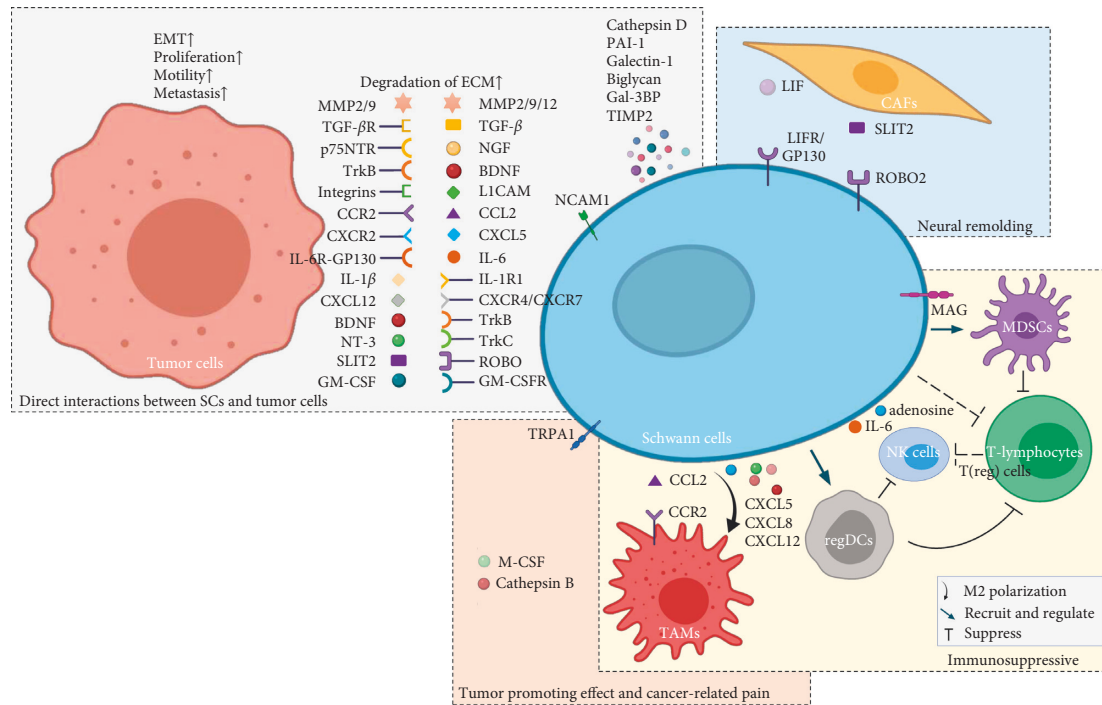 EMT↑
Proliferation↑
Motility↑
Metastasis↑
Degradation of ECM↑
MMP2/9
MMP2/9/12
TGF-βR
TGF-β
p75NTR
NGF
TrkB
BDNF
Integrins
L1CAM
CCR2
CCL2
CXCR2
CXCL5
IL-6R-GP130
IL-6
IL-1β
IL-1R1
CXCL12
CXCR4/CXCR7
BDNF
TrkB
NT-3
TrkC
SLIT2
ROBO
GM-CSF
GM-CSFR
Tumor cells
Direct interactions between SCs and tumor cells
Cathepsin D
PAI-1
Galectin-1
Biglycan
Gal-3BP
TIMP2
NCAM1
LIF
CAFs
SLIT2
LIFR/
GP130
ROBO2
Neural remolding
MAG
MDSCs
TRPA1
Schwann cells
adenosine
IL-6
NK cells
T-lymphocytes
T(reg) cells
CCL2
CCR2
CXCL5
CXCL8
CXCL12
regDCs
TAMs
M-CSF
Cathepsin B
M2 polarization
Recruit and regulate
Suppress
Immunosuppressive
Tumor promoting effect and cancer-related pain